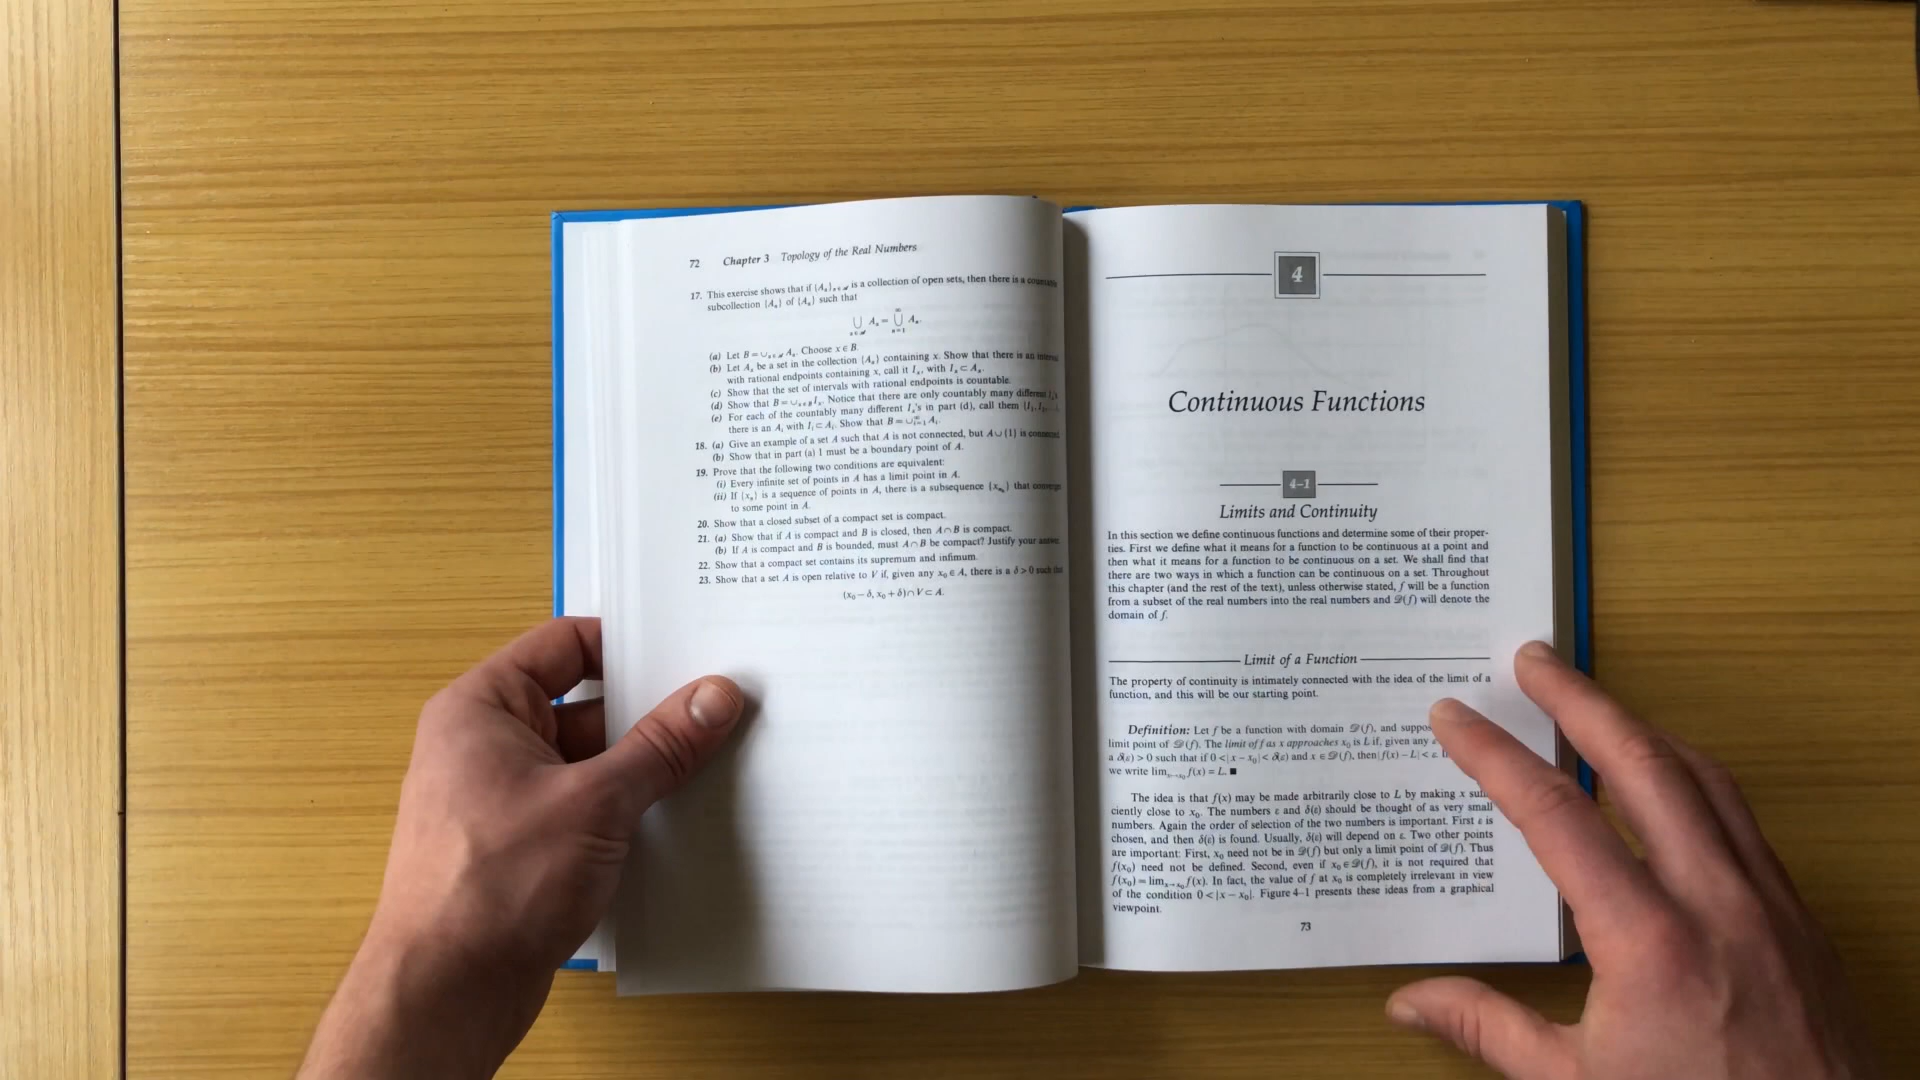 72 Chapter 3 Topology of the Real Numbers
17. This exercise shows that if {Aα}α∈𝒜 is a collection of open sets, then there is a countable
subcollection {An} of {Aα} such that
∪α∈𝒜 Aα = ∪n=1^∞ An.
(a) Let B = ∪α∈𝒜 Aα. Choose x ∈ B.
(b) Let Aα be a set in the collection {Aα} containing x. Show that there is an interval
with rational endpoints containing x, call it Ix, with Ix ⊂ Aα.
(c) Show that the set of intervals with rational endpoints is countable.
(d) Show that B = ∪x∈B Ix. Notice that there are only countably many different Ix's
(e) For each of the countably many different Ix's in part (d), call them {I1, I2, ...
there is an Ai with Ii ⊂ Ai. Show that B = ∪i=1^∞ Ai.
18. (a) Give an example of a set A such that A is not connected, but A ∪ {1} is connected
(b) Show that in part (a) 1 must be a boundary point of A.
19. Prove that the following two conditions are equivalent:
(i) Every infinite set of points in A has a limit point in A.
(ii) If {xn} is a sequence of points in A, there is a subsequence {xnk} that converges
to some point in A.
20. Show that a closed subset of a compact set is compact.
21. (a) Show that if A is compact and B is closed, then A ∩ B is compact.
(b) If A is compact and B is bounded, must A ∩ B be compact? Justify your answer
22. Show that a compact set contains its supremum and infimum.
23. Show that a set A is open relative to V if, given any x0 ∈ A, there is a δ > 0 such that
(x0 − δ, x0 + δ) ∩ V ⊂ A.
4
Continuous Functions
4–1
Limits and Continuity
In this section we define continuous functions and determine some of their proper-
ties. First we define what it means for a function to be continuous at a point and
then what it means for a function to be continuous on a set. We shall find that
there are two ways in which a function can be continuous on a set. Throughout
this chapter (and the rest of the text), unless otherwise stated, f will be a function
from a subset of the real numbers into the real numbers and 𝒟(f) will denote the
domain of f.
Limit of a Function
The property of continuity is intimately connected with the idea of the limit of a
function, and this will be our starting point.
Definition: Let f be a function with domain 𝒟(f), and suppo
limit point of 𝒟(f). The limit of f as x approaches x0 is L if, given any ε
a δ(ε) > 0 such that if 0 < |x − x0| < δ(ε) and x ∈ 𝒟(f), then |f(x) − L| < ε.
we write limx→x0 f(x) = L. ■
The idea is that f(x) may be made arbitrarily close to L by making x suffi-
ciently close to x0. The numbers ε and δ(ε) should be thought of as very small
numbers. Again the order of selection of the two numbers is important. First ε is
chosen, and then δ(ε) is found. Usually, δ(ε) will depend on ε. Two other points
are important: First, x0 need not be in 𝒟(f) but only a limit point of 𝒟(f). Thus
f(x0) need not be defined. Second, even if x0 ∈ 𝒟(f), it is not required that
f(x0) = limx→x0 f(x). In fact, the value of f at x0 is completely irrelevant in view
of the condition 0 < |x − x0|. Figure 4–1 presents these ideas from a graphical
viewpoint.
73